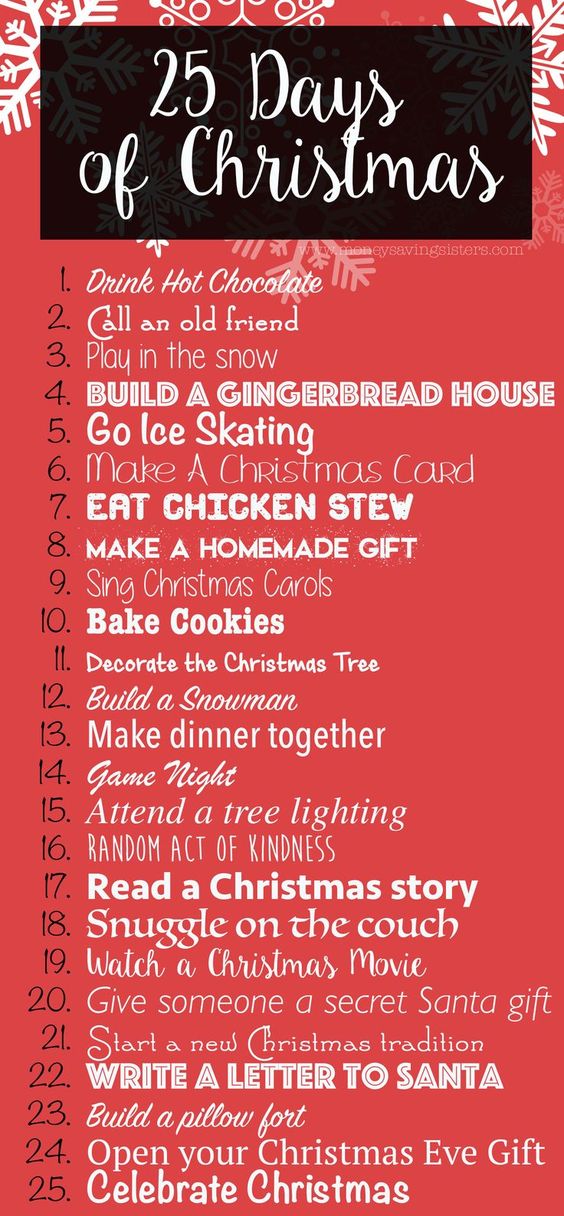 25 Days
of Christmas
www.moneysavingsisters.com
1. Drink Hot Chocolate
2. Call an old friend
3. Play in the snow
4. BUILD A GINGERBREAD HOUSE
5. Go Ice Skating
6. Make A Christmas Card
7. EAT CHICKEN STEW
8. MAKE A HOMEMADE GIFT
9. Sing Christmas Carols
10. Bake Cookies
11. Decorate the Christmas Tree
12. Build a Snowman
13. Make dinner together
14. Game Night
15. Attend a tree lighting
16. RANDOM ACT OF KINDNESS
17. Read a Christmas story
18. Snuggle on the couch
19. Watch a Christmas Movie
20. Give someone a secret Santa gift
21. Start a new Christmas tradition
22. WRITE A LETTER TO SANTA
23. Build a pillow fort
24. Open your Christmas Eve Gift
25. Celebrate Christmas